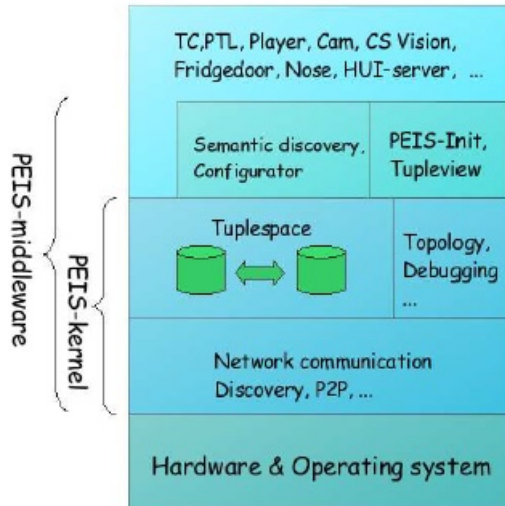 TC,PTL, Player, Cam, CS Vision,
Fridgedoor, Nose, HUI-server, ...
Semantic discovery,
Configurator
PEIS-Init,
Tupleview
Tuplespace
Topology,
Debugging
...
Network communication
Discovery, P2P, ...
Hardware & Operating system
PEIS-middleware
PEIS-kernel